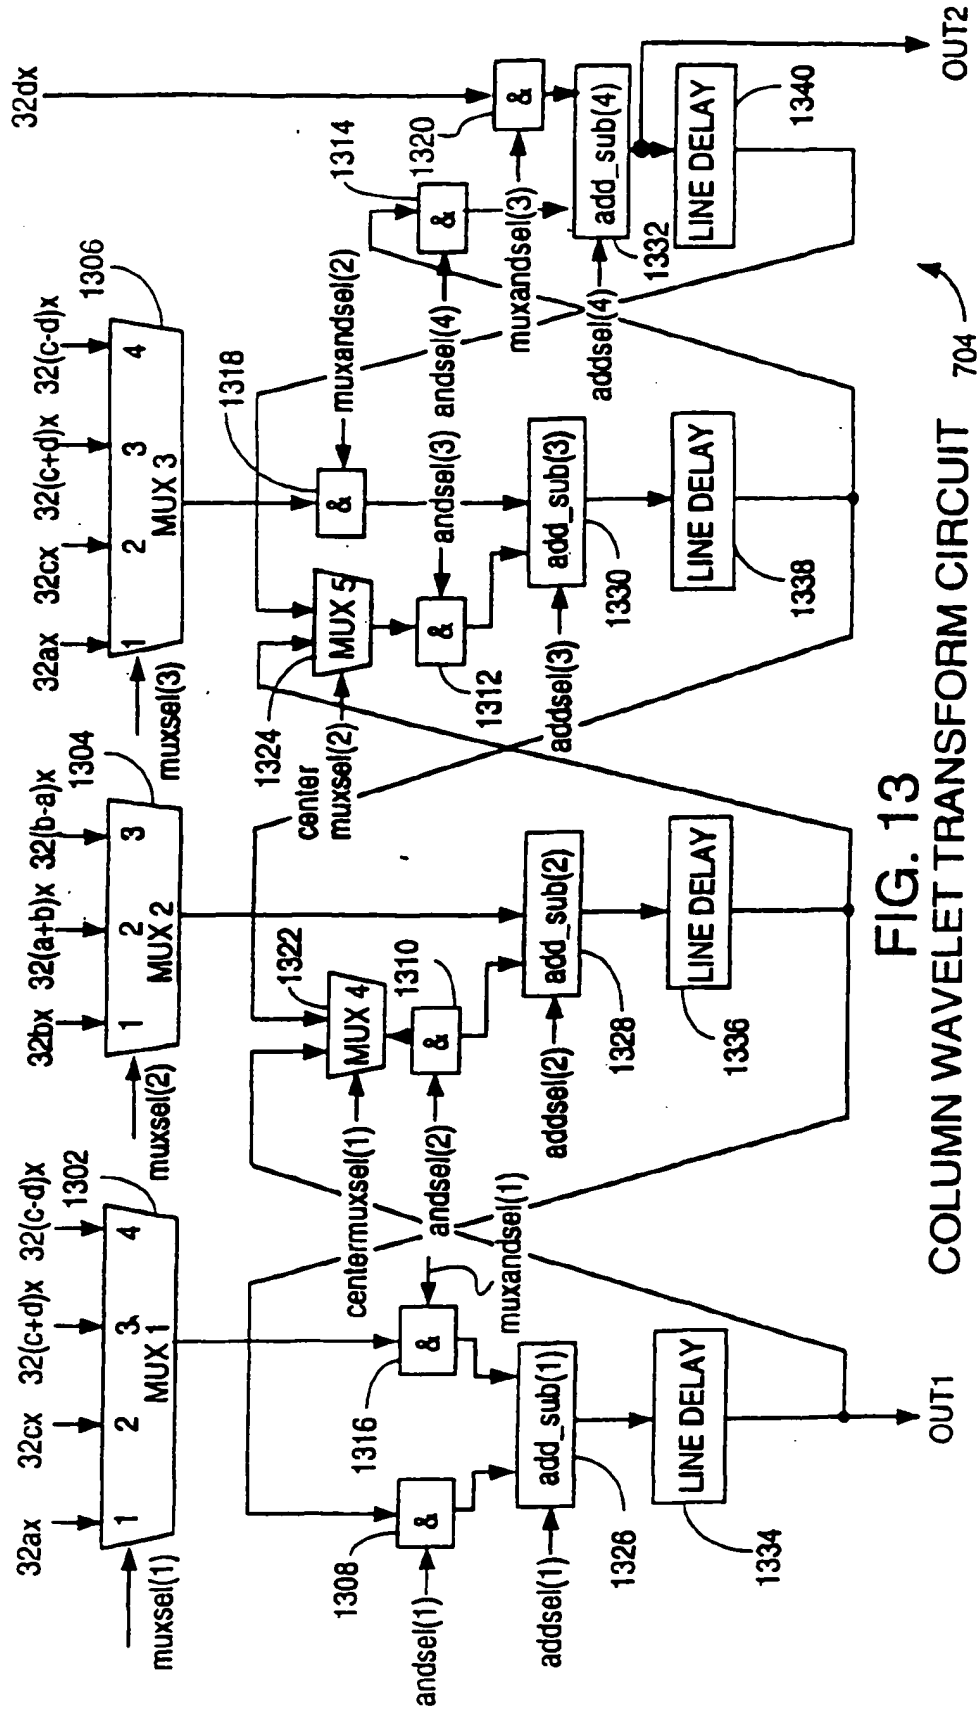 32ax 32cx 32(c+d)x 32(c-d)x 32bx 32(a+b)x 32(b-a)x 32ax 32cx 32(c+d)x 32(c-d)x 32dx
1 2 3 4
MUX 1
1302
muxsel(1)
1 2 3
MUX 2
1304
muxsel(2)
1 2 3 4
MUX 3
1306
muxsel(3)
centermuxsel(1)
MUX 4
1322
center
muxsel(2)
MUX 5
1324
&
1308
andsel(1)
&
1316
muxandsel(1)
&
1310
andsel(2)
&
1312
andsel(3)
&
1318
muxandsel(2)
&
1314
andsel(4)
&
1320
muxandsel(3)
add_sub(1)
1326
addsel(1)
add_sub(2)
1328
addsel(2)
add_sub(3)
1330
addsel(3)
add_sub(4)
1332
addsel(4)
LINE DELAY
1334
LINE DELAY
1336
LINE DELAY
1338
LINE DELAY
1340
OUT1
OUT2
704
FIG. 13
COLUMN WAVELET TRANSFORM CIRCUIT